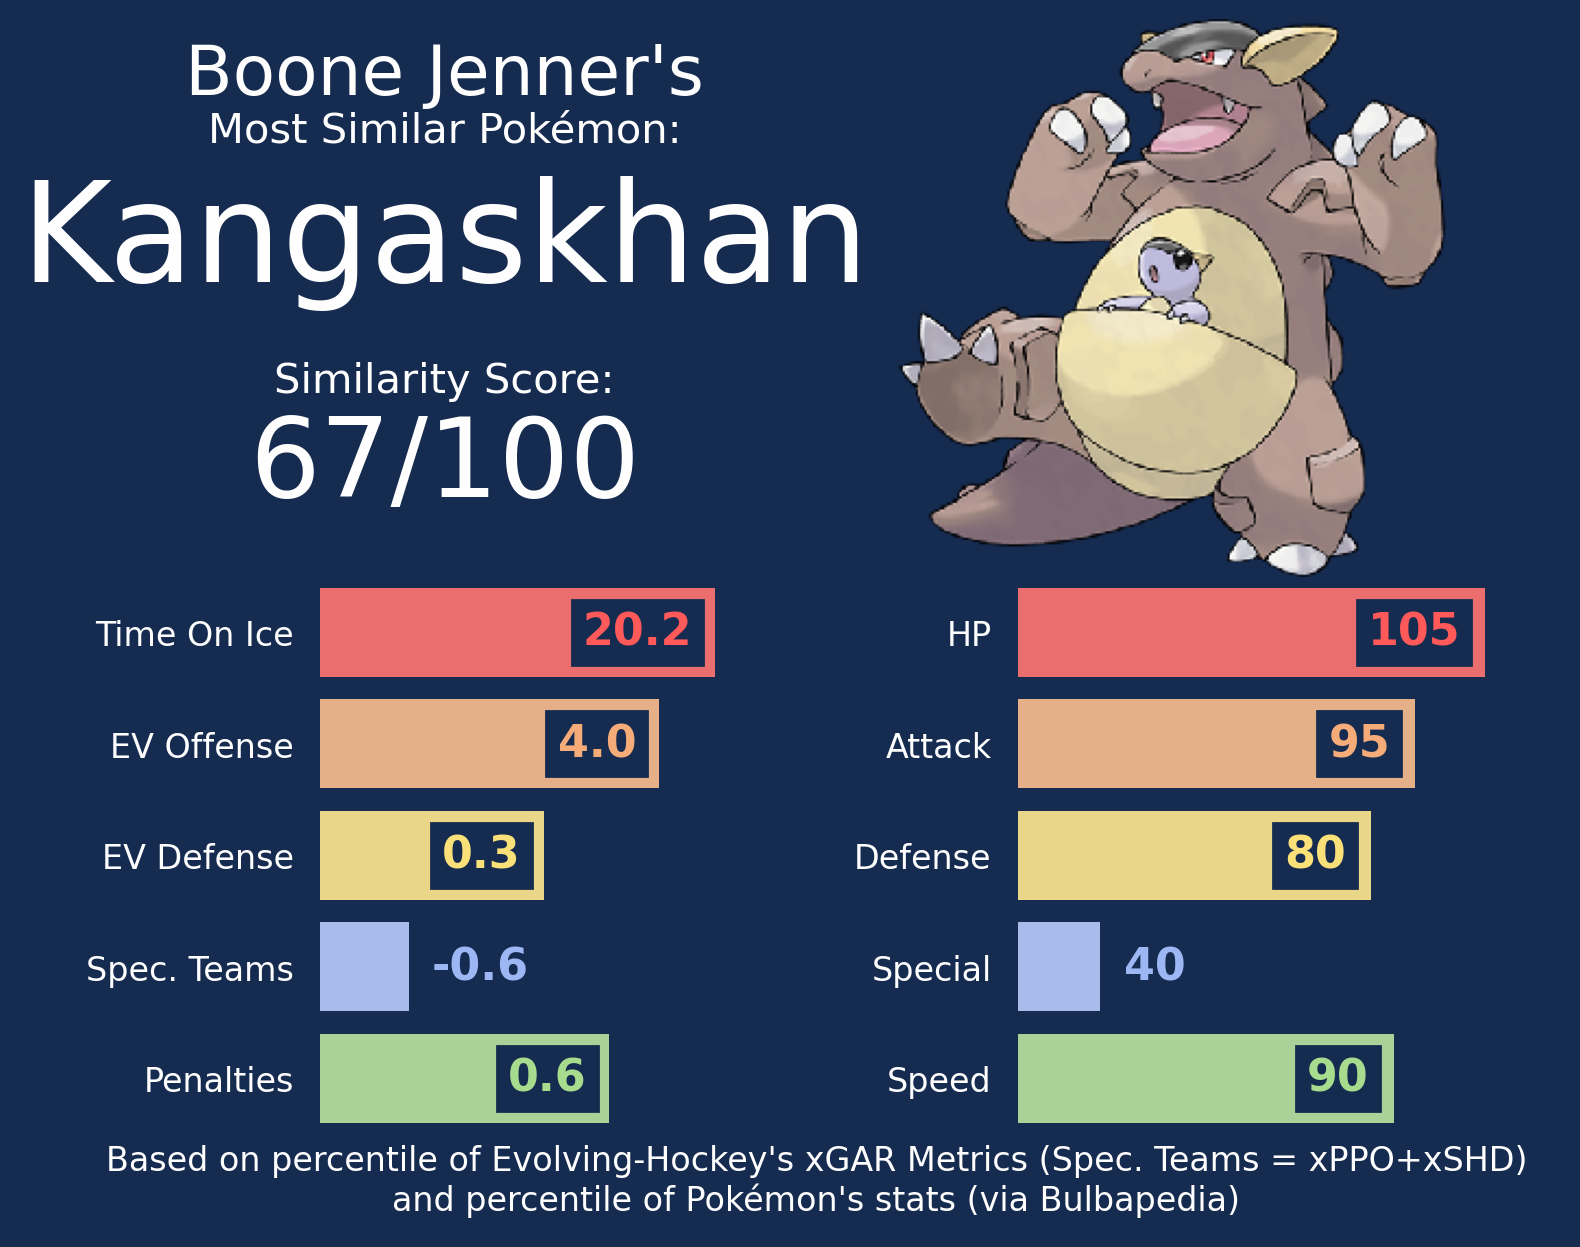 Boone Jenner's
Most Similar Pokémon:
Kangaskhan
Similarity Score:
67/100
Time On Ice 20.2
EV Offense 4.0
EV Defense 0.3
Spec. Teams -0.6
Penalties 0.6
HP 105
Attack 95
Defense 80
Special 40
Speed 90
Based on percentile of Evolving-Hockey's xGAR Metrics (Spec. Teams = xPPO+xSHD)
and percentile of Pokémon's stats (via Bulbapedia)